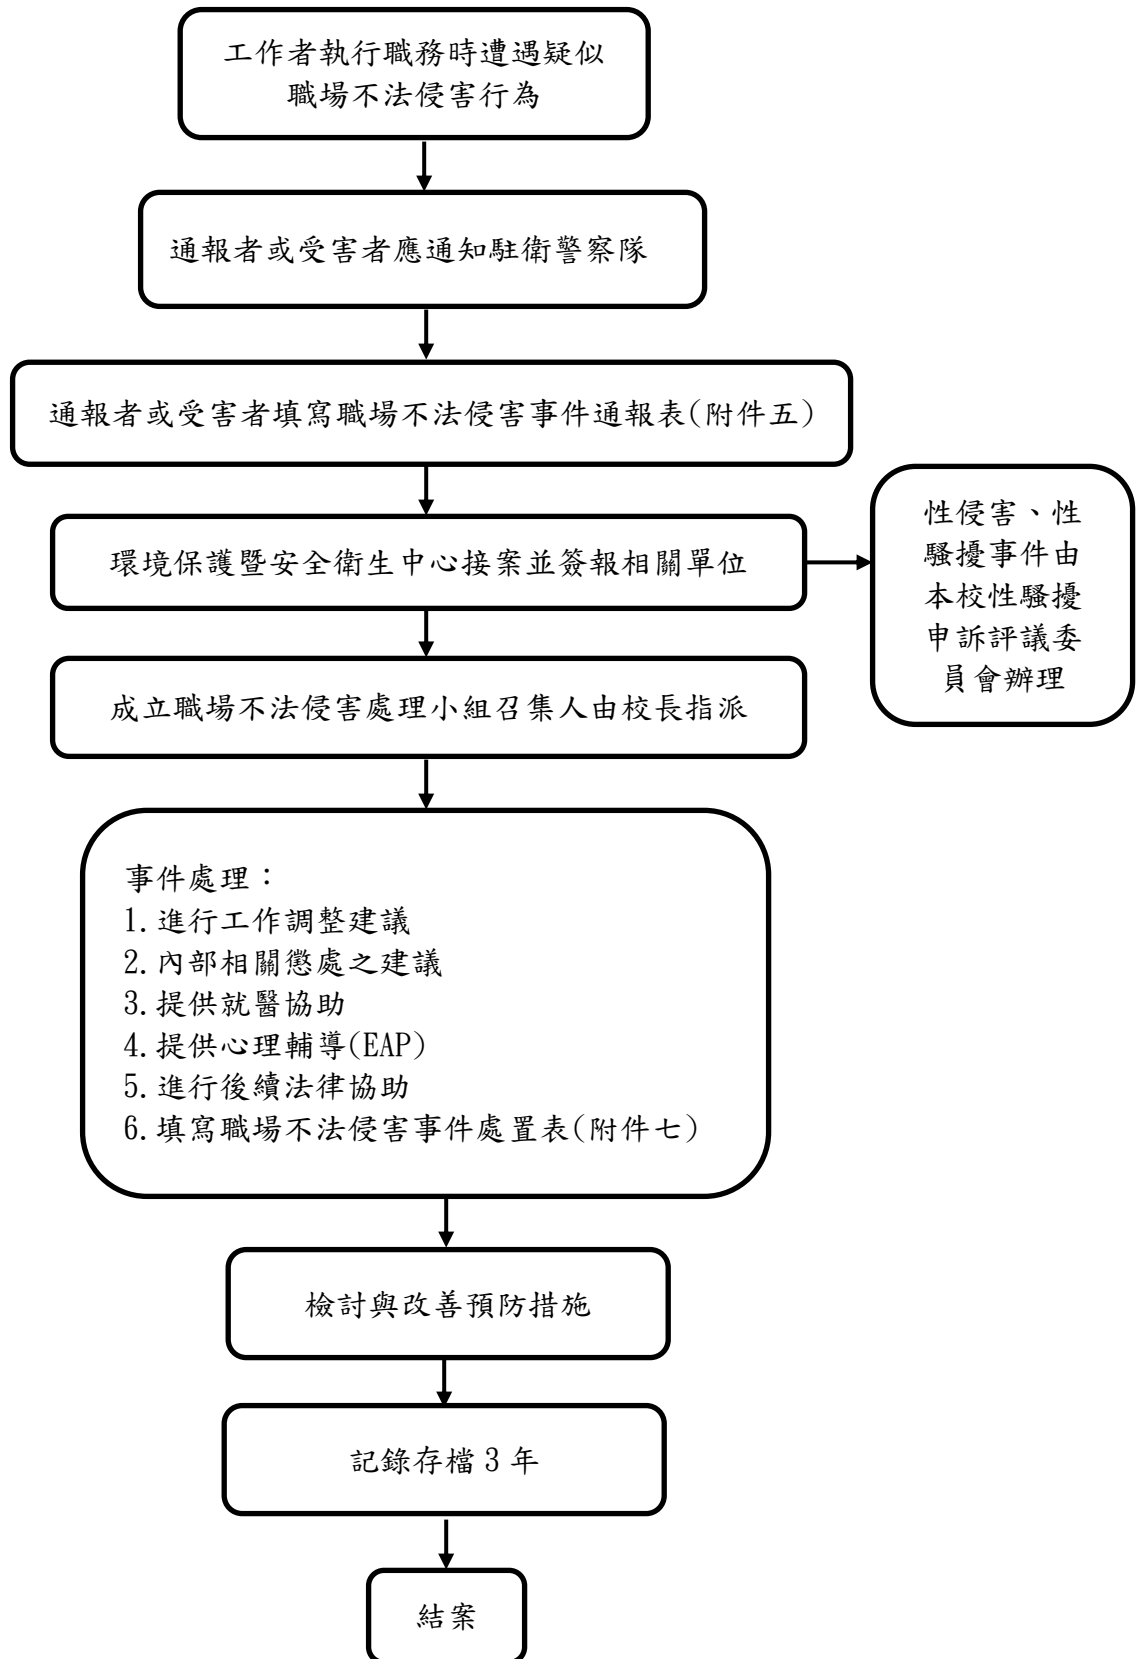 工作者執行職務時遭遇疑似
職場不法侵害行為
通報者或受害者應通知駐衛警察隊
通報者或受害者填寫職場不法侵害事件通報表(附件五)
環境保護暨安全衛生中心接案並簽報相關單位
性侵害、性
騷擾事件由
本校性騷擾
申訴評議委
員會辦理
成立職場不法侵害處理小組召集人由校長指派
事件處理：
1.進行工作調整建議
2.內部相關懲處之建議
3.提供就醫協助
4.提供心理輔導(EAP)
5.進行後續法律協助
6.填寫職場不法侵害事件處置表(附件七)
檢討與改善預防措施
記錄存檔 3 年
結案